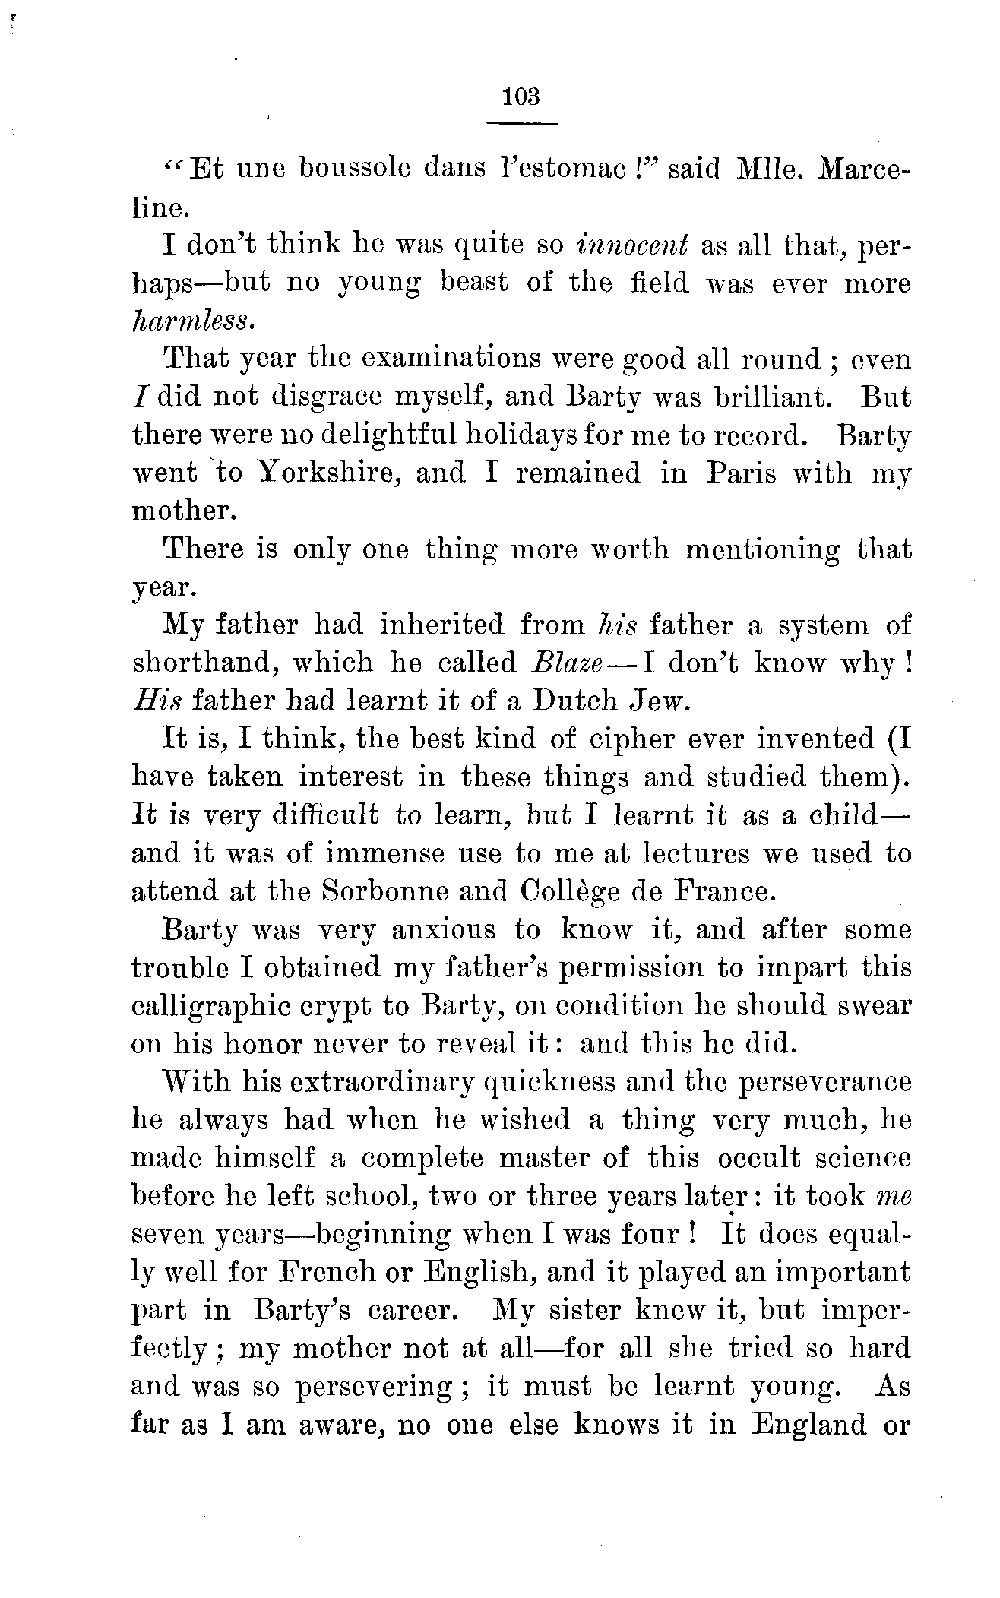 103
“Et une boussole dans l’estomac !” said Mlle. Marce-
line.
I don’t think he was quite so innocent as all that, per-
haps—but no young beast of the field was ever more
harmless.
That year the examinations were good all round ; even
I did not disgrace myself, and Barty was brilliant. But
there were no delightful holidays for me to record. Barty
went to Yorkshire, and I remained in Paris with my
mother.
There is only one thing more worth mentioning that
year.
My father had inherited from his father a system of
shorthand, which he called Blaze—I don’t know why !
His father had learnt it of a Dutch Jew.
It is, I think, the best kind of cipher ever invented (I
have taken interest in these things and studied them).
It is very difficult to learn, but I learnt it as a child—
and it was of immense use to me at lectures we used to
attend at the Sorbonne and Collège de France.
Barty was very anxious to know it, and after some
trouble I obtained my father’s permission to impart this
calligraphic crypt to Barty, on condition he should swear
on his honor never to reveal it : and this he did.
With his extraordinary quickness and the perseverance
he always had when he wished a thing very much, he
made himself a complete master of this occult science
before he left school, two or three years later : it took me
seven years—beginning when I was four ! It does equal-
ly well for French or English, and it played an important
part in Barty’s career. My sister knew it, but imper-
fectly ; my mother not at all—for all she tried so hard
and was so persevering ; it must be learnt young. As
far as I am aware, no one else knows it in England or